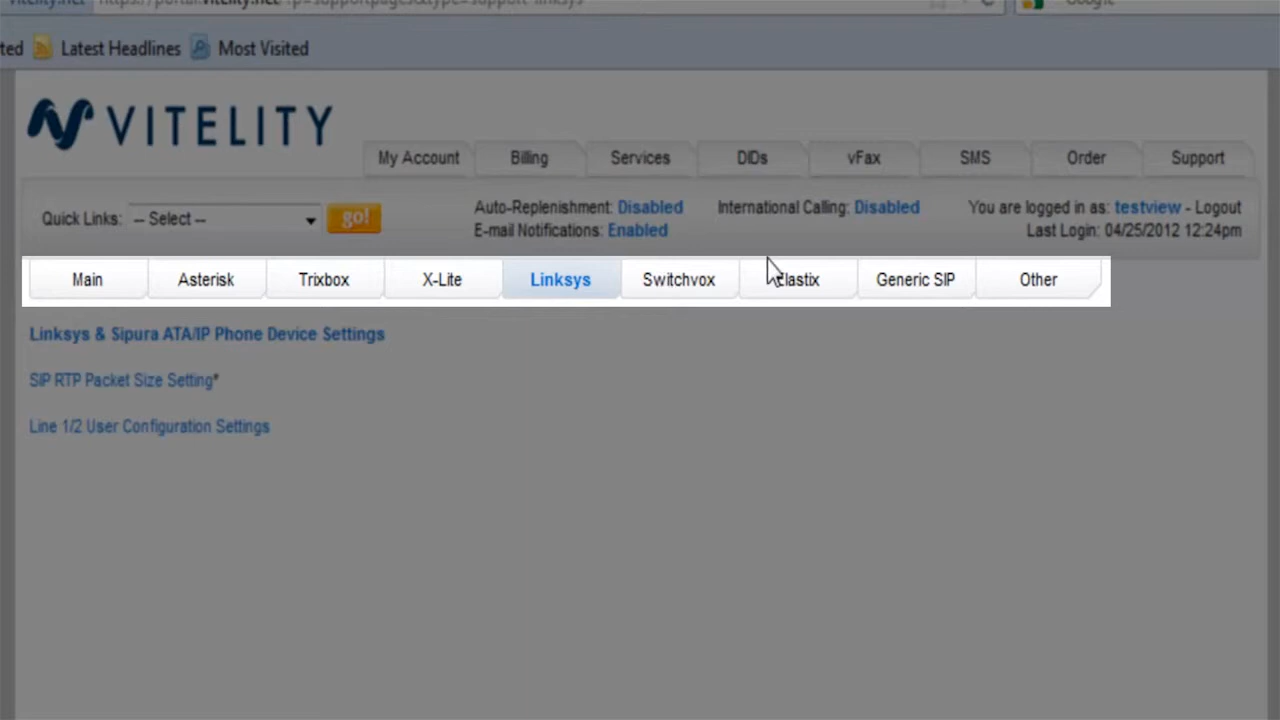 ted Latest Headlines Most Visited
VITELITY
My Account Billing Services DIDs vFax SMS Order Support
Quick Links: -- Select -- go! Auto-Replenishment: Disabled International Calling: Disabled You are logged in as: testview - Logout
E-mail Notifications: Enabled Last Login: 04/25/2012 12:24pm
Main Asterisk Trixbox X-Lite Linksys Switchvox Elastix Generic SIP Other
Linksys & Sipura ATA/IP Phone Device Settings
SIP RTP Packet Size Setting*
Line 1/2 User Configuration Settings